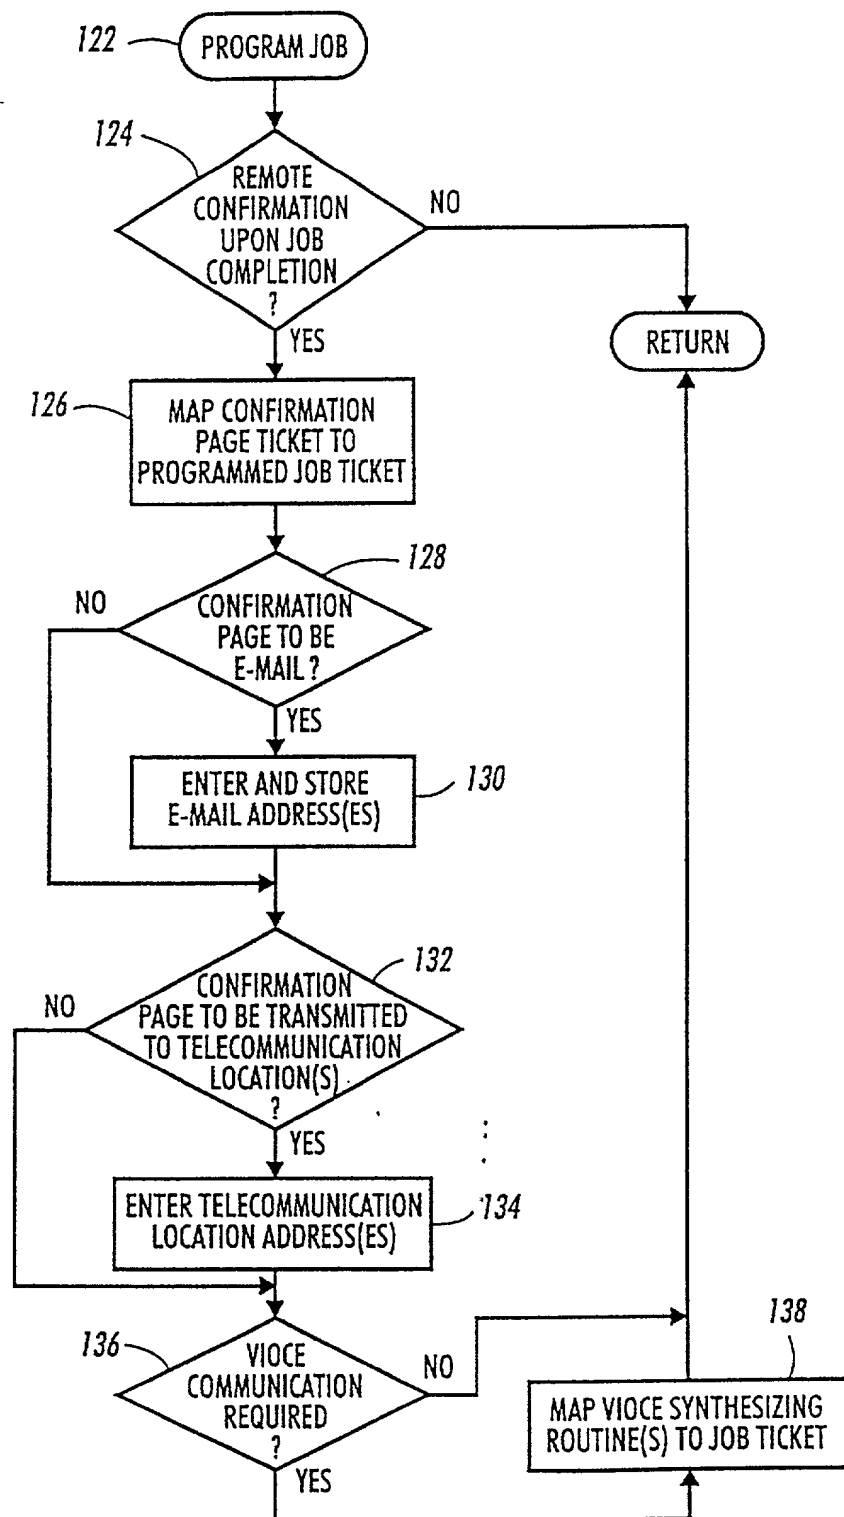 122
PROGRAM JOB
124
REMOTE
CONFIRMATION
UPON JOB
COMPLETION
?
NO
YES
RETURN
126
MAP CONFIRMATION
PAGE TICKET TO
PROGRAMMED JOB TICKET
128
NO
CONFIRMATION
PAGE TO BE
E-MAIL ?
YES
ENTER AND STORE
E-MAIL ADDRESS(ES)
130
132
NO
CONFIRMATION
PAGE TO BE TRANSMITTED
TO TELECOMMUNICATION
LOCATION(S)
?
YES
ENTER TELECOMMUNICATION
LOCATION ADDRESS(ES)
134
136
VIOCE
COMMUNICATION
REQUIRED
?
NO
YES
138
MAP VIOCE SYNTHESIZING
ROUTINE(S) TO JOB TICKET